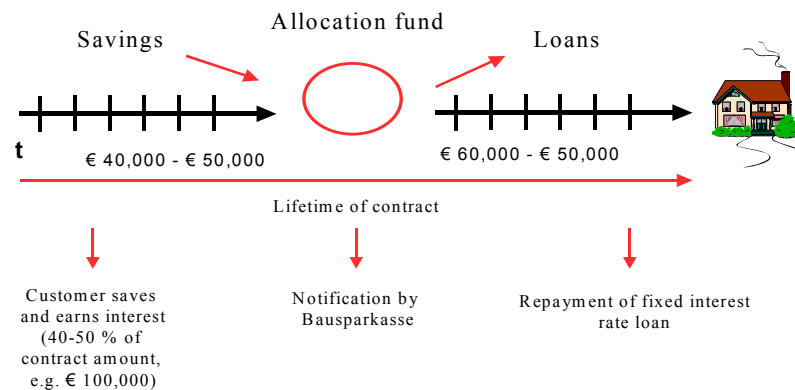 Savings
Allocation fund
Loans
t
€ 40,000 - € 50,000
€ 60,000 - € 50,000
Lifetime of contract
Customer saves
and earns interest
(40-50 % of
contract amount,
e.g. € 100,000)
Notification by
Bausparkasse
Repayment of fixed interest
rate loan